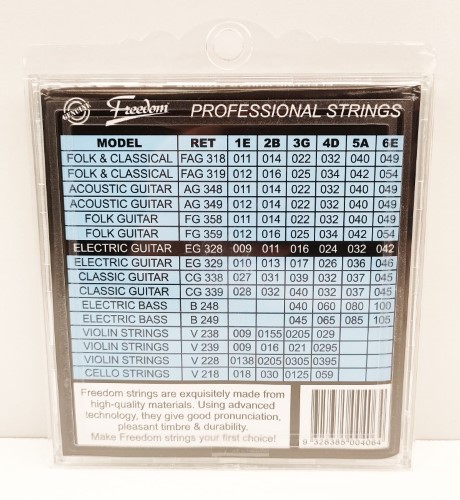 GENUINE
Freedom PROFESSIONAL STRINGS
MODEL RET 1E 2B 3G 4D 5A 6E
FOLK & CLASSICAL FAG 318 011 014 022 032 040 049
FOLK & CLASSICAL FAG 319 012 016 025 034 042 054
ACOUSTIC GUITAR AG 348 011 014 022 032 040 049
ACOUSTIC GUITAR AG 349 012 014 022 032 040 049
FOLK GUITAR FG 358 011 014 022 032 040 049
FOLK GUITAR FG 359 012 016 025 034 042 054
ELECTRIC GUITAR EG 328 009 011 016 024 032 042
ELECTRIC GUITAR EG 329 010 013 017 026 036 046
CLASSIC GUITAR CG 338 027 031 039 032 037 045
CLASSIC GUITAR CG 339 028 032 040 032 037 045
ELECTRIC BASS B 248 040 060 080 100
ELECTRIC BASS B 249 045 065 085 105
VIOLIN STRINGS V 238 009 0155 0205 029
VIOLIN STRINGS V 239 009 016 021 0295
VIOLIN STRINGS V 228 0138 0205 0305 0395
CELLO STRINGS V 218 018 030 0125 059
Freedom strings are exquisitely made from
high-quality materials. Using advanced
technology, they give good pronunciation,
pleasant timbre & durability.
Make Freedom strings your first choice!
9 328385 004064